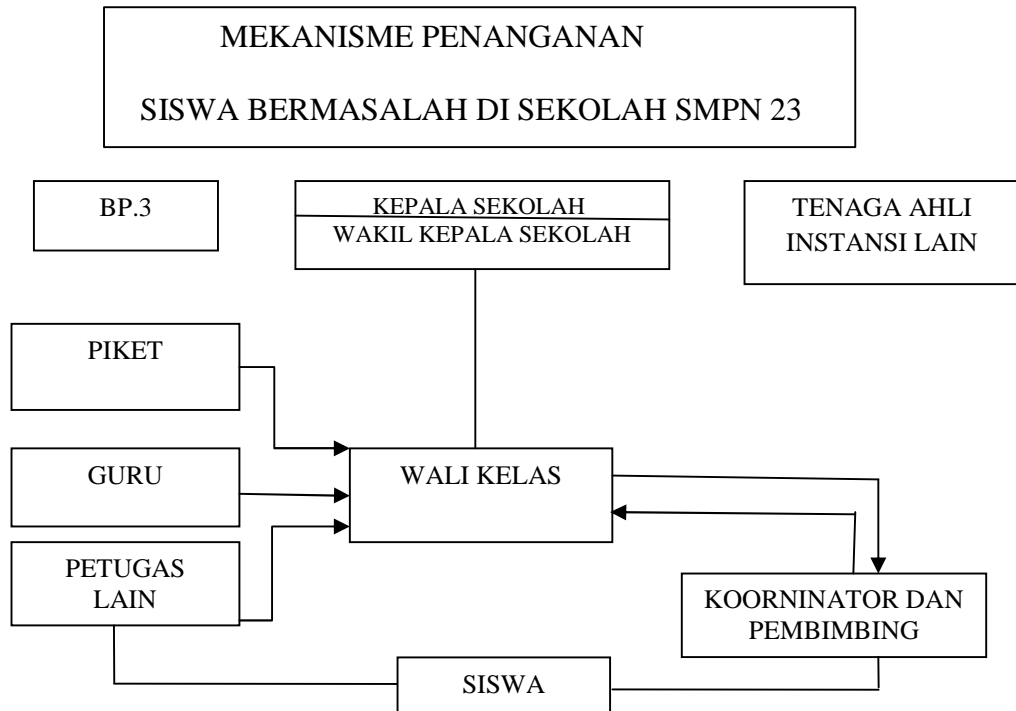 MEKANISME PENANGANAN
SISWA BERMASALAH DI SEKOLAH SMPN 23
BP.3
KEPALA SEKOLAH
WAKIL KEPALA SEKOLAH
TENAGA AHLI
INSTANSI LAIN
PIKET
GURU
WALI KELAS
PETUGAS
LAIN
KOORNINATOR DAN
PEMBIMBING
SISWA